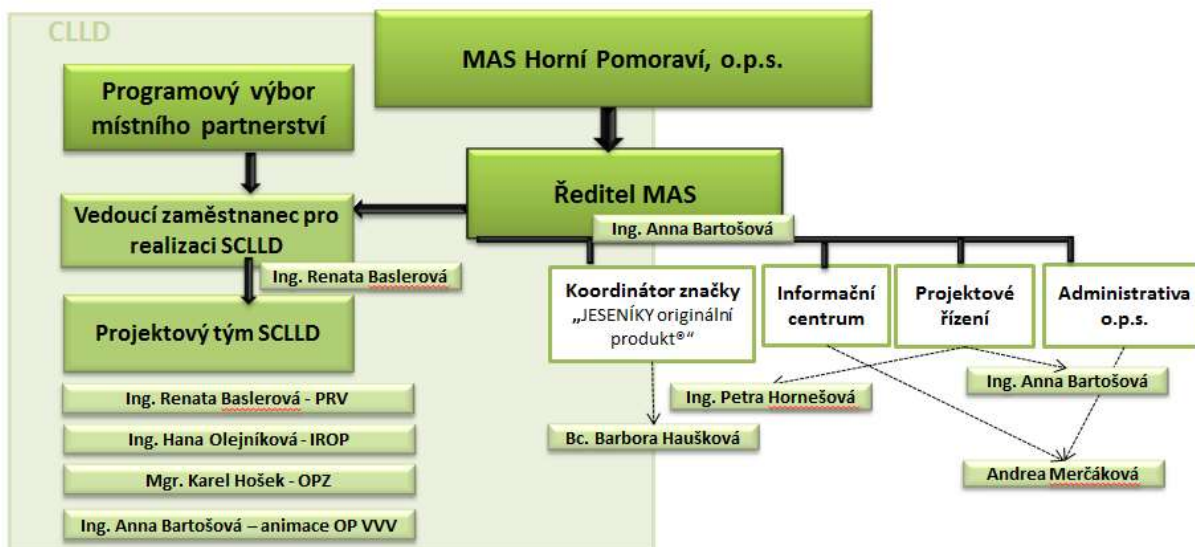 CLLD
MAS Horní Pomoraví, o.p.s.
Programový výbor
místního partnerství
Ředitel MAS
Ing. Anna Bartošová
Vedoucí zaměstnanec pro
realizaci SCLLD
Ing. Renata Baslerová
Projektový tým SCLLD
Ing. Renata Baslerová - PRV
Ing. Hana Olejníková - IROP
Mgr. Karel Hošek - OPZ
Ing. Anna Bartošová – animace OP VVV
Koordinátor značky
„JESENÍKY originální
produkt®“
Informační
centrum
Projektové
řízení
Administrativa
o.p.s.
Ing. Petra Hornešová
Ing. Anna Bartošová
Bc. Barbora Haušková
Andrea Merčáková